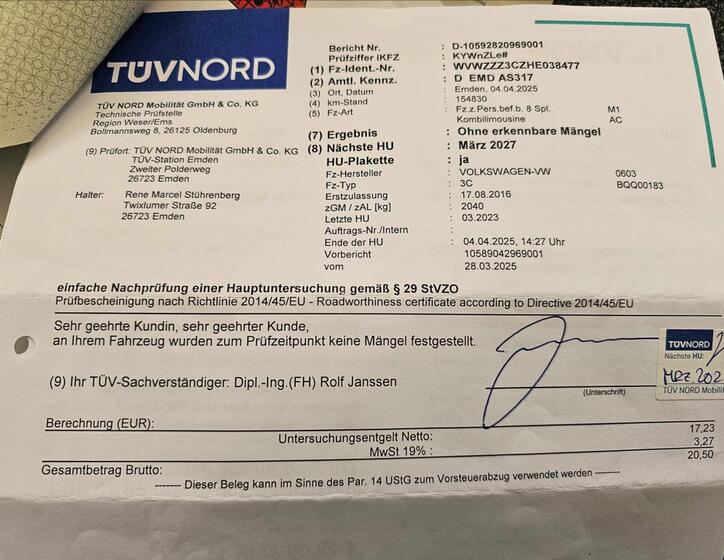 TÜVNORD
TÜV NORD Mobilität GmbH & Co. KG
Technische Prüfstelle
Region Weser/Ems
Bollmannsweg 8, 26125 Oldenburg
(9) Prüfort: TÜV NORD Mobilität GmbH & Co. KG
TÜV-Station Emden
Zweiter Polderweg
26723 Emden
Halter: Rene Marcel Stührenberg
Twixlumer Straße 92
26723 Emden
Bericht Nr. : D-10592820969001
Prüfziffer iKFZ : KYWnZLe#
(1) Fz-Ident.-Nr. : WVWZZZ3CZHE038477
(2) Amtl. Kennz. : D EMD AS317
(3) Ort, Datum : Emden, 04.04.2025
(4) km-Stand : 154830
(5) Fz-Art : Fz.z.Pers.bef.b. 8 Spl. M1
Kombilimousine AC
(7) Ergebnis : Ohne erkennbare Mängel
(8) Nächste HU : März 2027
HU-Plakette : ja
Fz-Hersteller : VOLKSWAGEN-VW 0603
Fz-Typ : 3C BQQ00183
Erstzulassung : 17.08.2016
zGM / zAL [kg] : 2040
Letzte HU : 03.2023
Auftrags-Nr./Intern :
Ende der HU : 04.04.2025, 14:27 Uhr
Vorbericht 10589042969001
vom 28.03.2025
einfache Nachprüfung einer Hauptuntersuchung gemäß § 29 StVZO
Prüfbescheinigung nach Richtlinie 2014/45/EU - Roadworthiness certificate according to Directive 2014/45/EU
Sehr geehrte Kundin, sehr geehrter Kunde,
an Ihrem Fahrzeug wurden zum Prüfzeitpunkt keine Mängel festgestellt.
TÜVNORD
Nächste HU:
MRZ 202
TÜV NORD Mobilit
(9) Ihr TÜV-Sachverständiger: Dipl.-Ing.(FH) Rolf Janssen
(Unterschrift)
Berechnung (EUR):
Untersuchungsentgelt Netto: 17,23
MwSt 19% : 3,27
Gesamtbetrag Brutto: 20,50
------- Dieser Beleg kann im Sinne des Par. 14 UStG zum Vorsteuerabzug verwendet werden -------